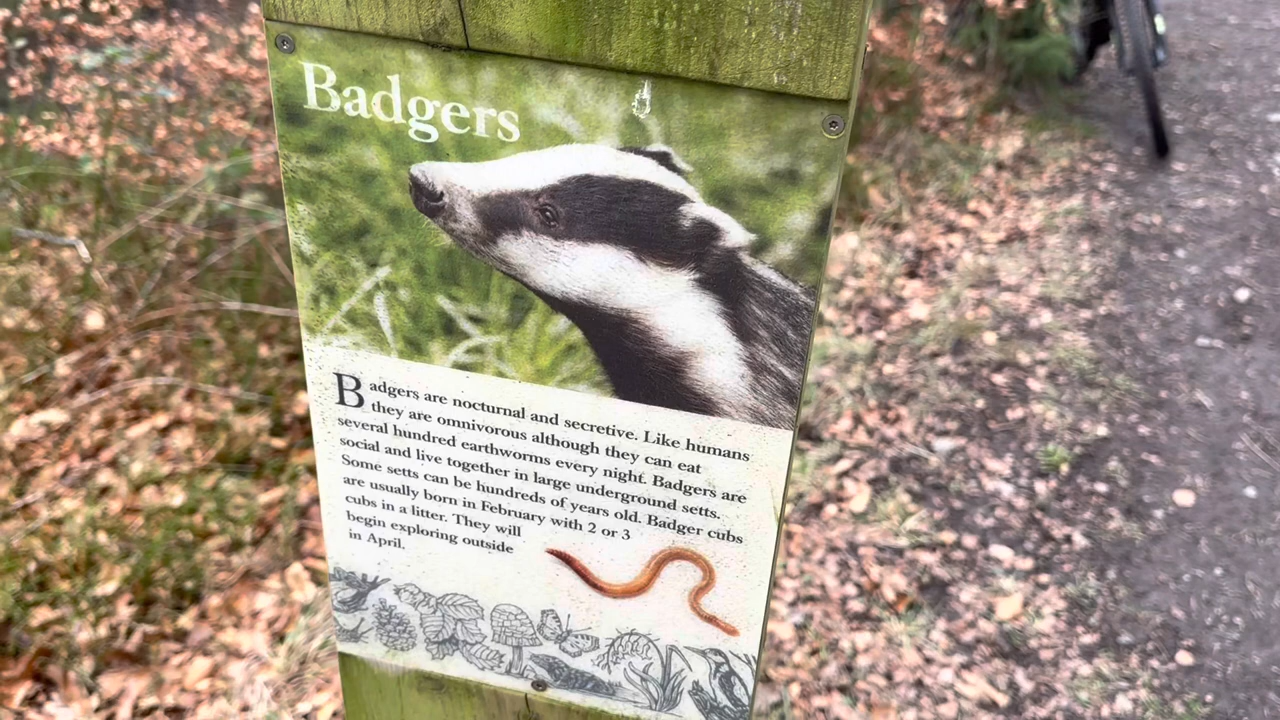 Badgers
Badgers are nocturnal and secretive. Like humans
they are omnivorous although they can eat
several hundred earthworms every night. Badgers are
social and live together in large underground setts.
Some setts can be hundreds of years old. Badger cubs
are usually born in February with 2 or 3
cubs in a litter. They will
begin exploring outside
in April.